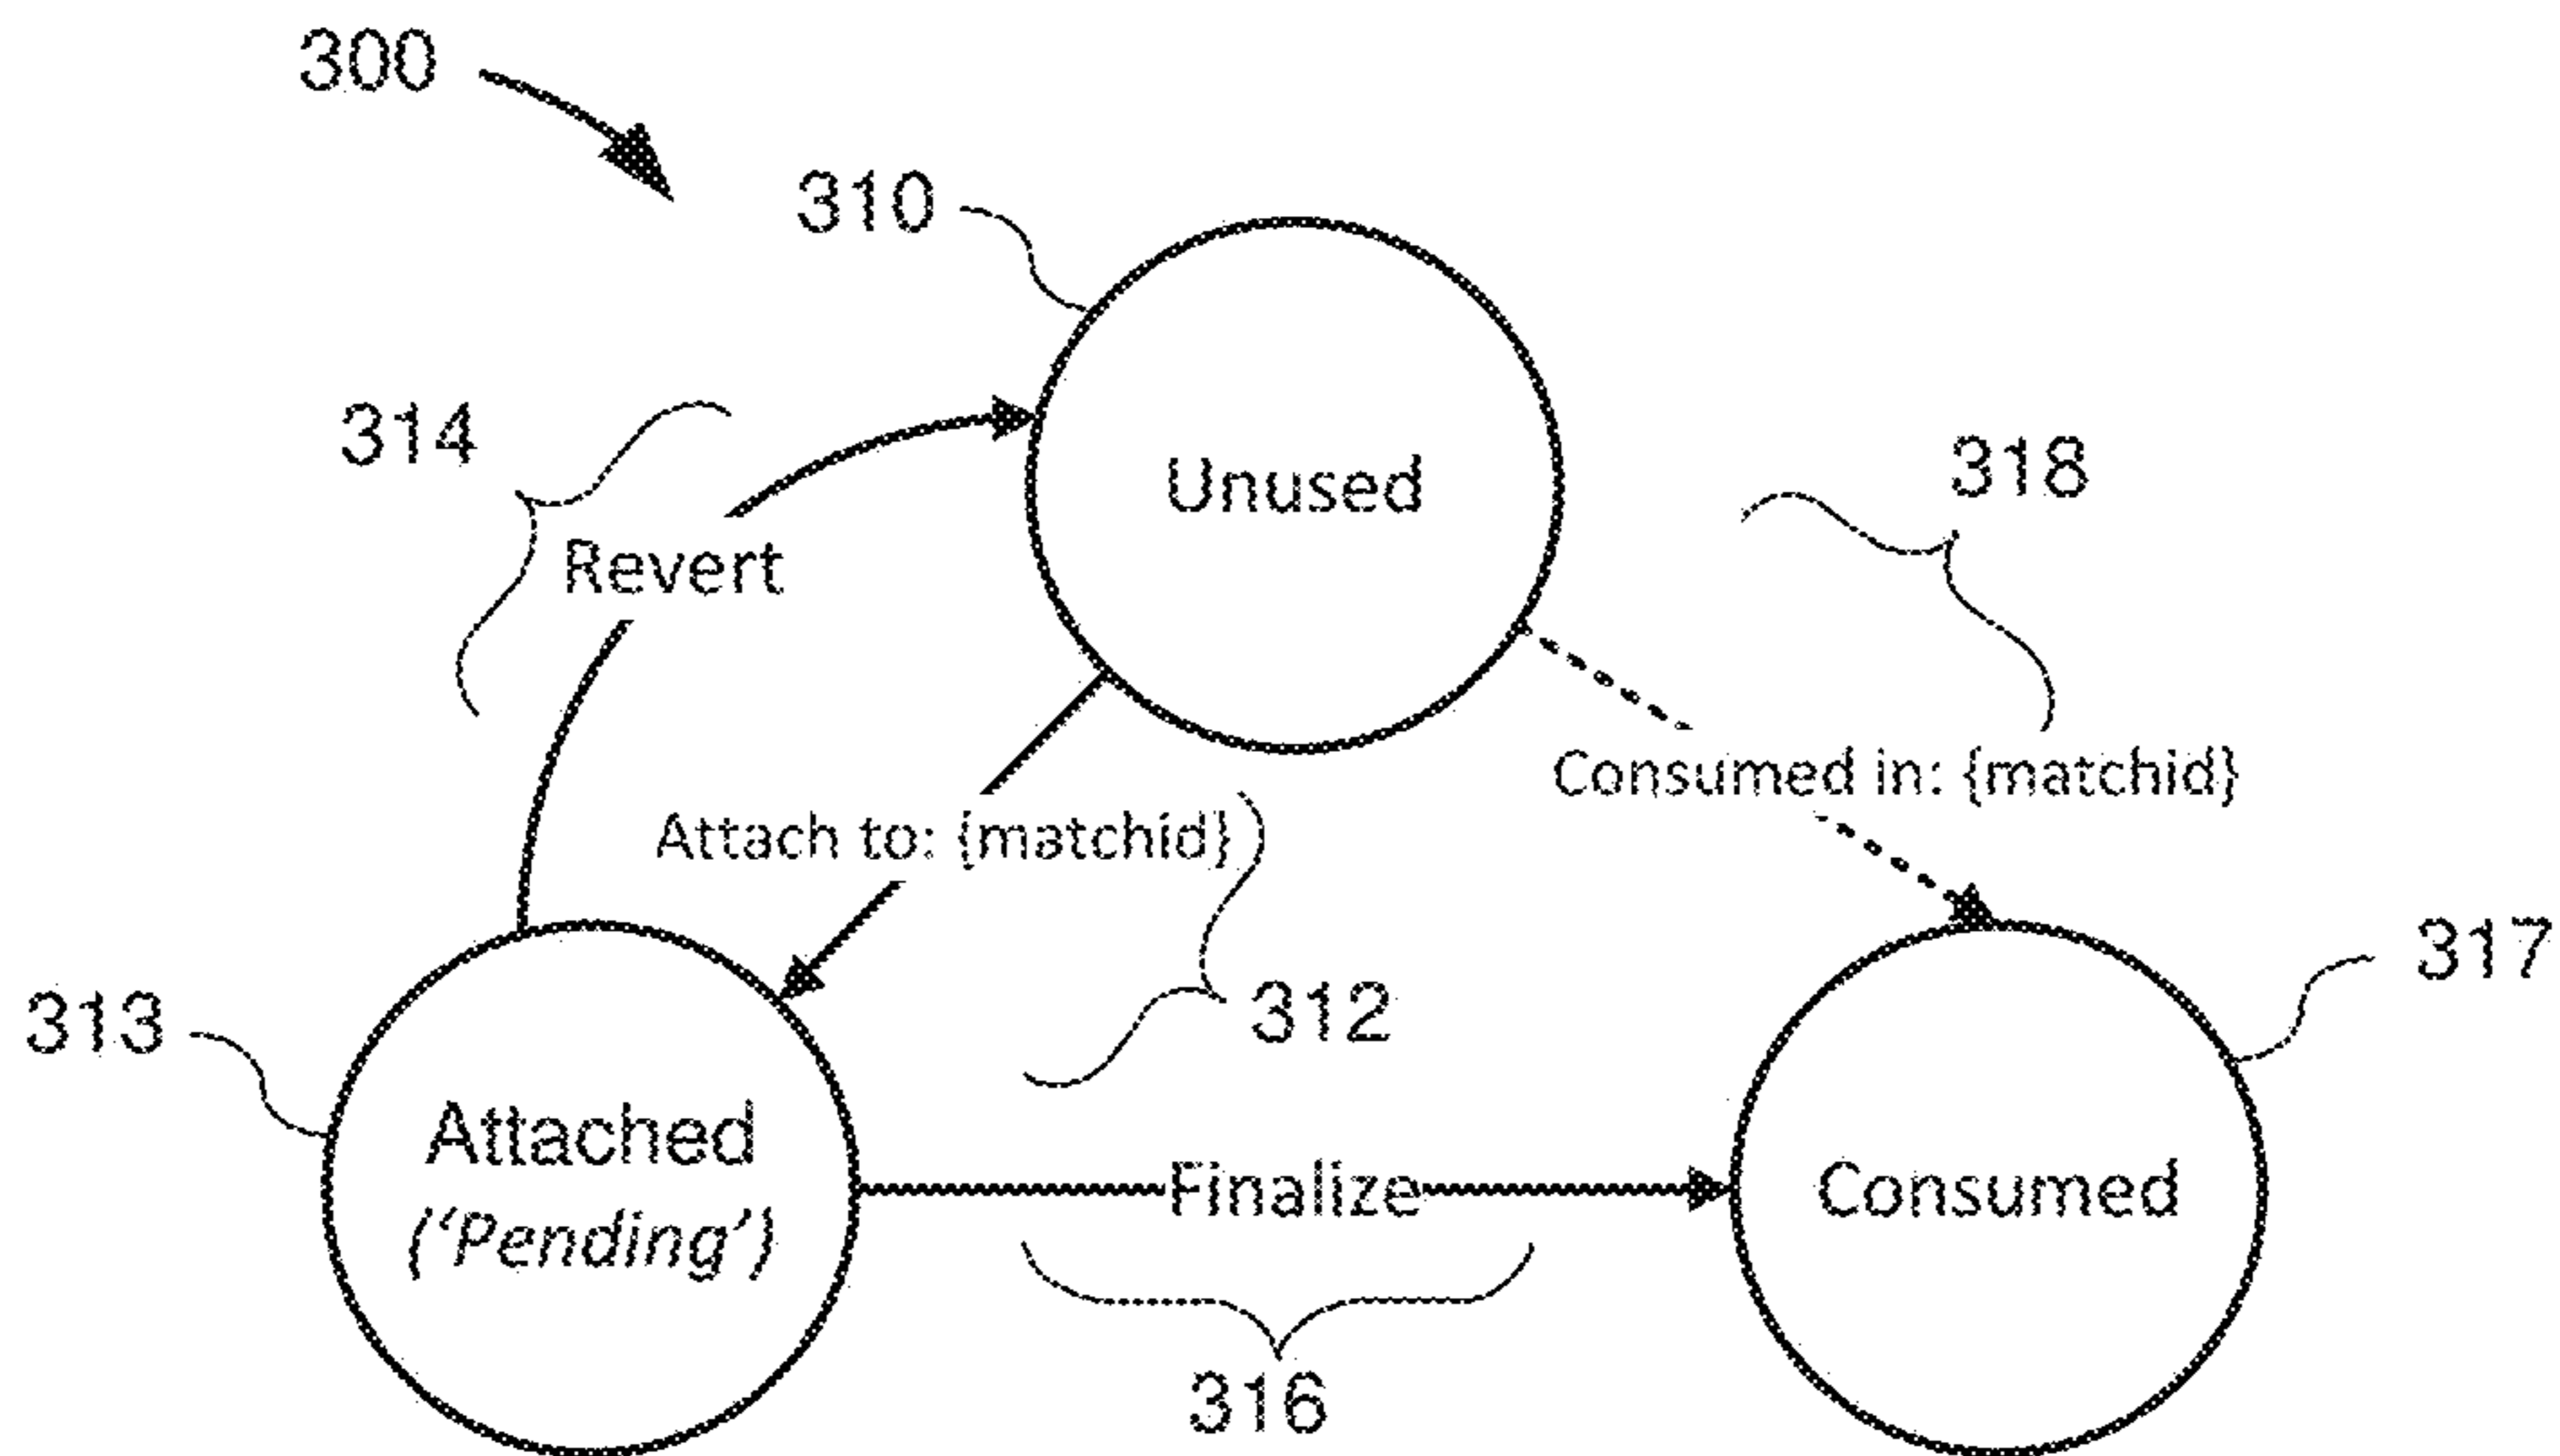 300
310
Unused
314
Revert
318
Consumed in: {matchid}
Attach to: {matchid}
312
313
Attached
('Pending')
Finalize
316
317
Consumed